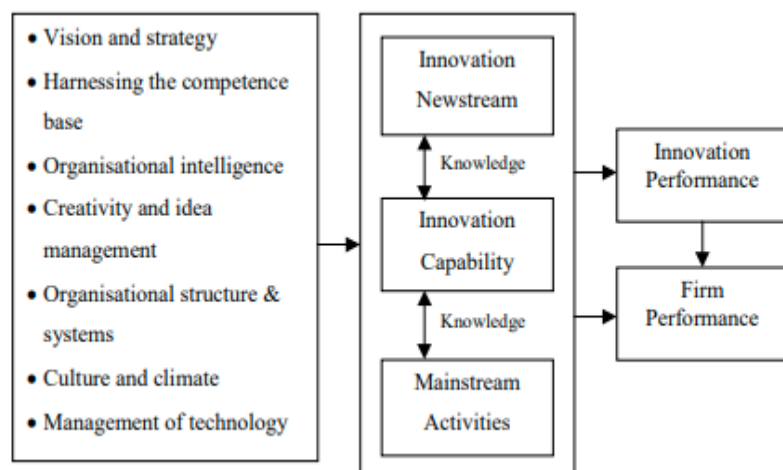 • Vision and strategy
• Harnessing the competence
base
• Organisational intelligence
• Creativity and idea
management
• Organisational structure &
systems
• Culture and climate
• Management of technology
Innovation
Newstream
Knowledge
Innovation
Capability
Knowledge
Mainstream
Activities
Innovation
Performance
Firm
Performance